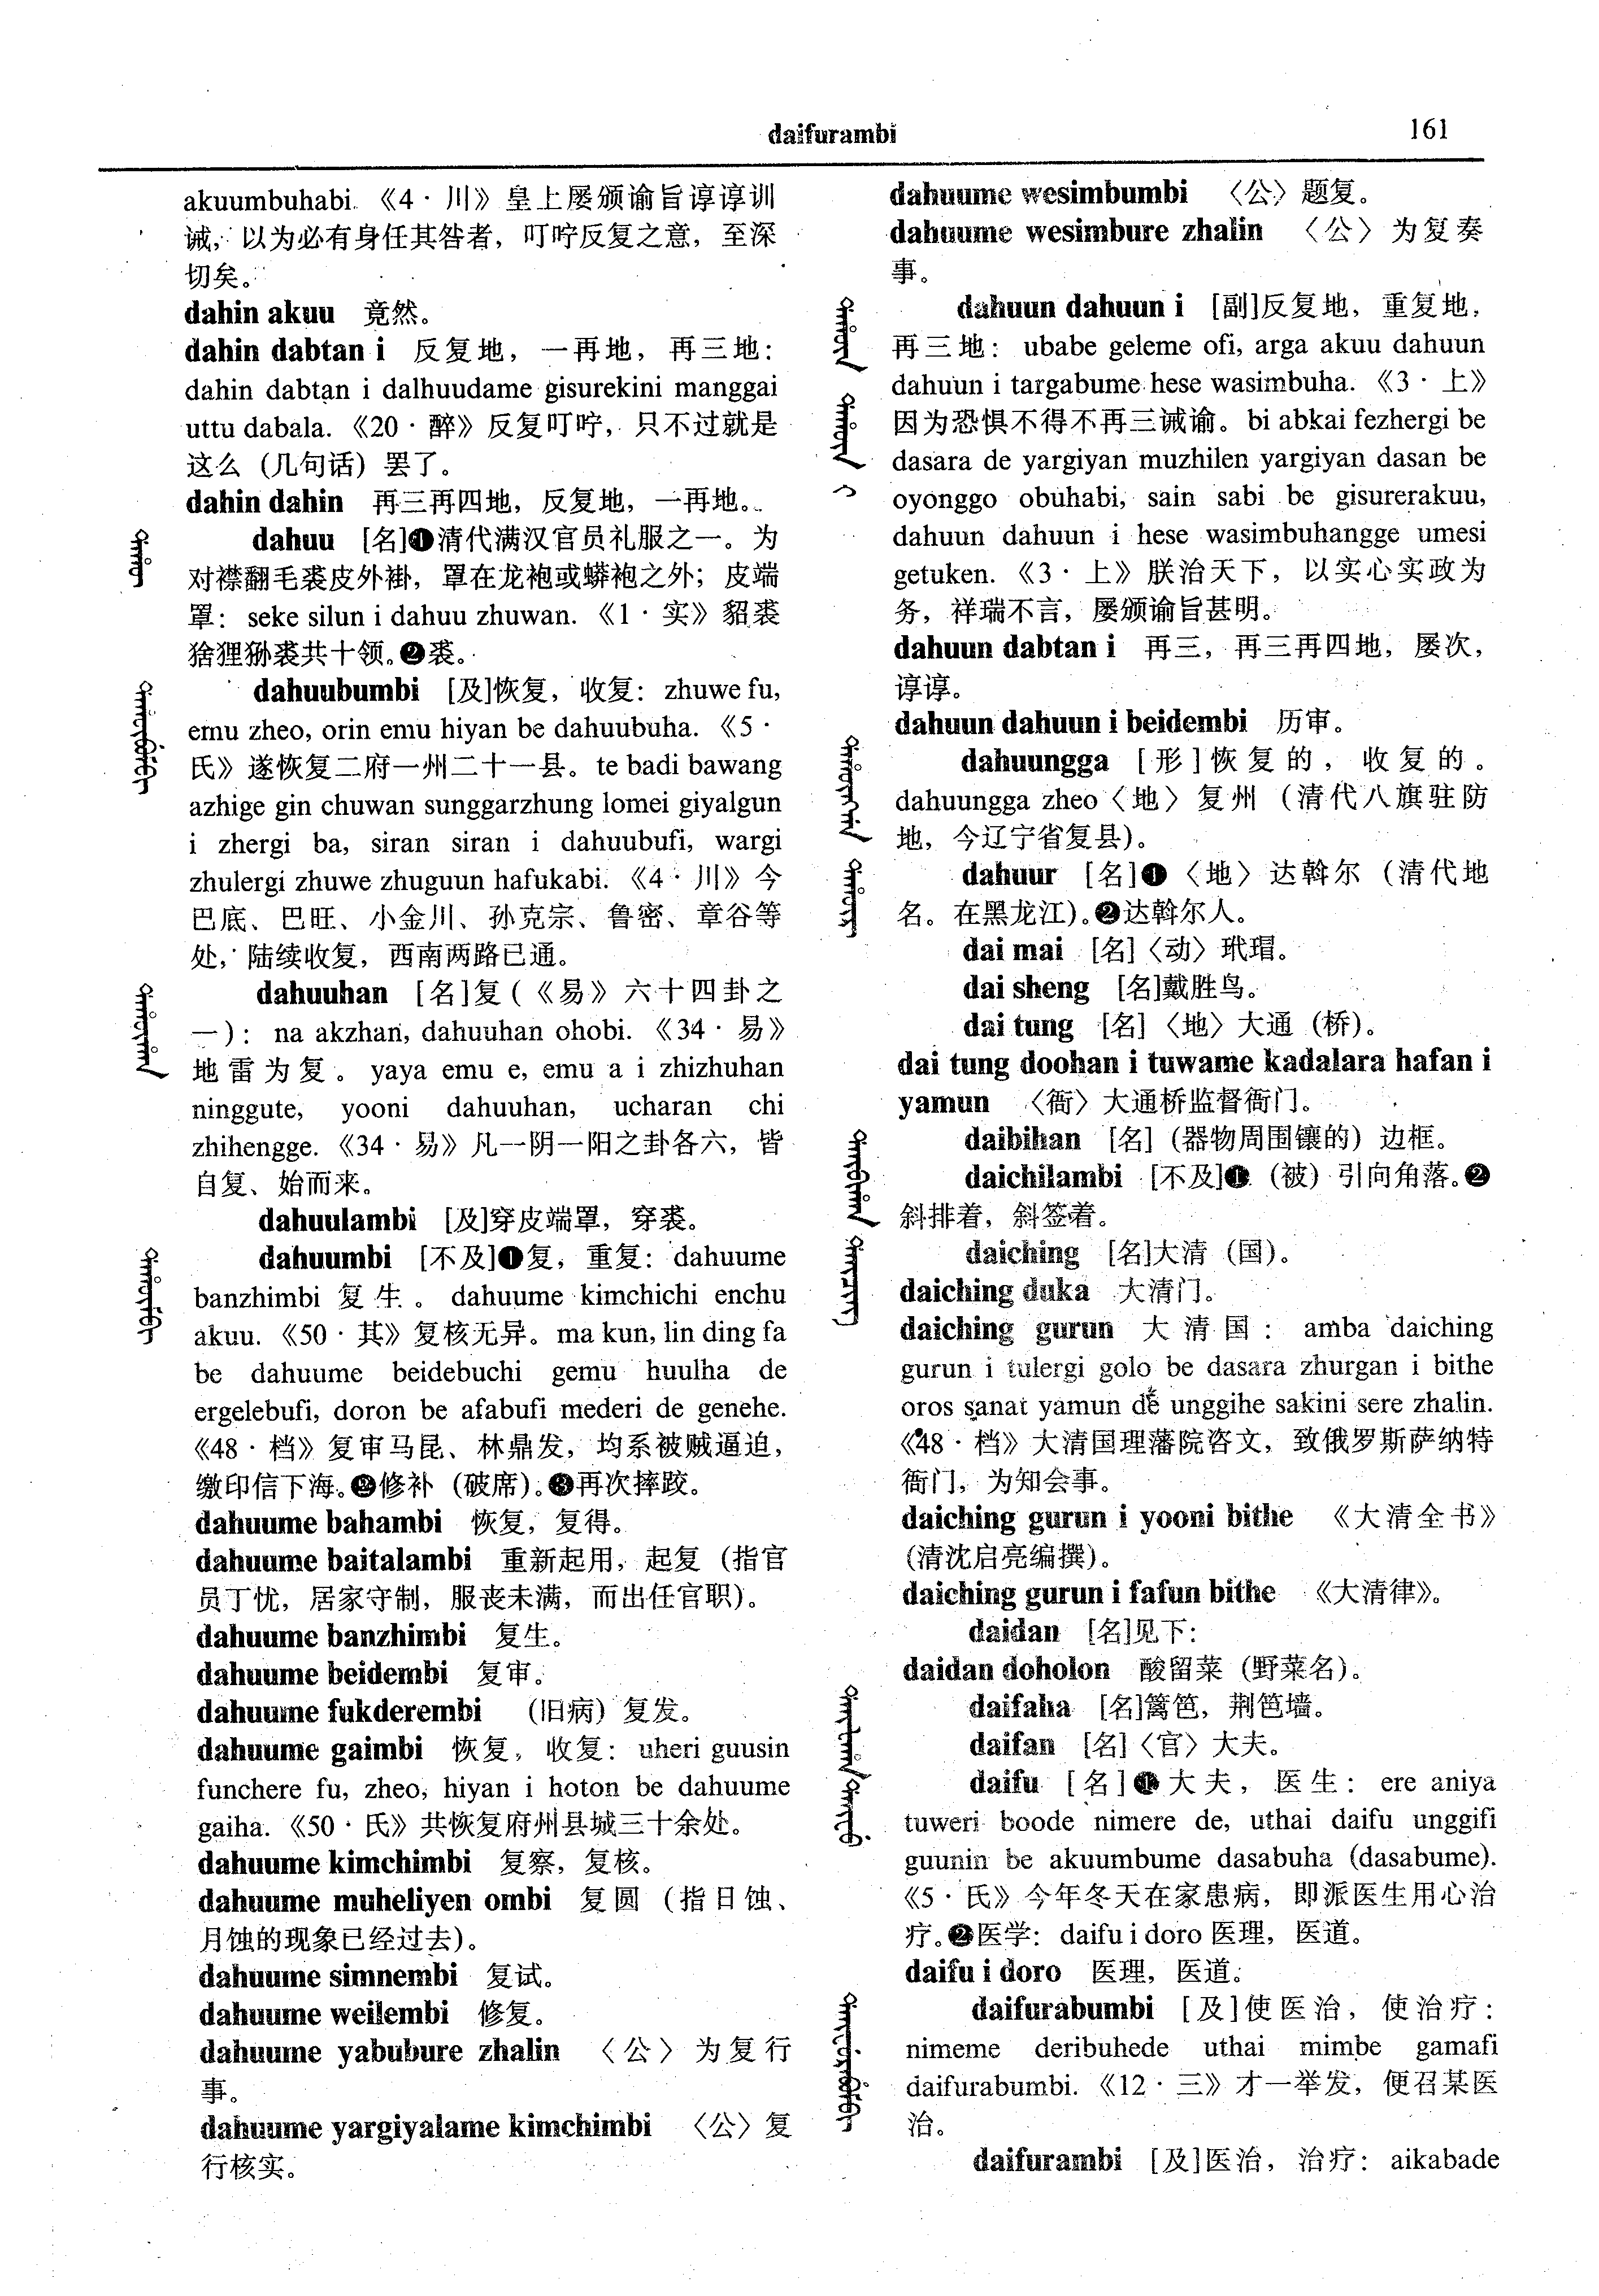 daifurambi
161
akuumbuhabi. 《4·川》皇上屡颁谕旨谆谆训
诫，以为必有身任其咎者，叮咛反复之意，至深
切矣。
dahin akuu 竟然。
dahin dabtan i 反复地，一再地，再三地：
dahin dabtan i dalhuudame gisurekini manggai
uttu dabala. 《20·醉》反复叮咛，只不过就是
这么（几句话）罢了。
dahin dahin 再三再四地，反复地，一再地。
dahuu [名]❶清代满汉官员礼服之一。为
对襟翻毛裘皮外褂，罩在龙袍或蟒袍之外；皮端
罩：seke silun i dahuu zhuwan. 《1·实》貂裘
猞狸狲裘共十领。❷裘。
dahuubumbi [及]恢复，收复：zhuwe fu,
emu zheo, orin emu hiyan be dahuubuha. 《5·
氏》遂恢复二府一州二十一县。te badi bawang
azhige gin chuwan sunggarzhung lomei giyalgun
i zhergi ba, siran siran i dahuubufi, wargi
zhulergi zhuwe zhuguun hafukabi. 《4·川》今
巴底、巴旺、小金川、孙克宗、鲁密、章谷等
处，陆续收复，西南两路已通。
dahuuhan [名]复（《易》六十四卦之
一）：na akzhan, dahuuhan ohobi. 《34·易》
地雷为复。yaya emu e, emu a i zhizhuhan
ninggute, yooni dahuuhan, ucharan chi
zhihengge. 《34·易》凡一阴一阳之卦各六，皆
自复、始而来。
dahuulambi [及]穿皮端罩，穿裘。
dahuumbi [不及]❶复，重复：dahuume
banzhimbi 复生。dahuume kimchichi enchu
akuu. 《50·其》复核无异。ma kun, lin ding fa
be dahuume beidebuchi gemu huulha de
ergelebufi, doron be afabufi mederi de genehe.
《48·档》复审马昆、林鼎发，均系被贼逼迫，
缴印信下海。❷修补（破席）。❸再次摔跤。
dahuume bahambi 恢复，复得。
dahuume baitalambi 重新起用，起复（指官
员丁忧，居家守制，服丧未满，而出任官职）。
dahuume banzhimbi 复生。
dahuume beidembi 复审。
dahuume fukderembi （旧病）复发。
dahuume gaimbi 恢复，收复：uheri guusin
funchere fu, zheo, hiyan i hoton be dahuume
gaiha. 《50·氏》共恢复府州县城三十余处。
dahuume kimchimbi 复察，复核。
dahuume muheliyen ombi 复圆（指日蚀、
月蚀的现象已经过去）。
dahuume simnembi 复试。
dahuume weilembi 修复。
dahuume yabubure zhalin 〈公〉为复行
事。
dahuume yargiyalame kimchimbi 〈公〉复
行核实。
dahuume wesimbumbi 〈公〉题复。
dahuume wesimbure zhalin 〈公〉为复奏
事。
dahuun dahuun i [副]反复地，重复地，
再三地：ubabe geleme ofi, arga akuu dahuun
dahuun i targabume hese wasimbuha. 《3·上》
因为恐惧不得不再三诫谕。bi abkai fezhergi be
dasara de yargiyan muzhilen yargiyan dasan be
oyonggo obuhabi, sain sabi be gisurerakuu,
dahuun dahuun i hese wasimbuhangge umesi
getuken. 《3·上》朕治天下，以实心实政为
务，祥瑞不言，屡颁谕旨甚明。
dahuun dabtan i 再三，再三再四地，屡次，
谆谆。
dahuun dahuun i beidembi 历审。
dahuungga [形]恢复的，收复的。
dahuungga zheo〈地〉复州（清代八旗驻防
地，今辽宁省复县）。
dahuur [名]❶〈地〉达斡尔（清代地
名。在黑龙江）。❷达斡尔人。
dai mai [名]〈动〉玳瑁。
dai sheng [名]戴胜鸟。
dai tung [名]〈地〉大通（桥）。
dai tung doohan i tuwame kadalara hafan i
yamun 〈衙〉大通桥监督衙门。
daibihan [名]（器物周围镶的）边框。
daichilambi [不及]❶（被）引向角落。❷
斜排着，斜签着。
daiching [名]大清（国）。
daiching duka 大清门。
daiching gurun 大清国：amba daiching
gurun i tulergi golo be dasara zhurgan i bithe
oros sanat yamun de unggihe sakini sere zhalin.
《48·档》大清国理藩院咨文，致俄罗斯萨纳特
衙门，为知会事。
daiching gurun i yooni bithe 《大清全书》
（清沈启亮编撰）。
daiching gurun i fafun bithe 《大清律》。
daidan [名]见下：
daidan doholon 酸留菜（野菜名）。
daifaha [名]篱笆，荆笆墙。
daifan [名]〈官〉大夫。
daifu [名]❶大夫，医生：ere aniya
tuweri boode nimere de, uthai daifu unggifi
guunin be akuumbume dasabuha (dasabume).
《5·氏》今年冬天在家患病，即派医生用心治
疗。❷医学：daifu i doro 医理，医道。
daifu i doro 医理，医道。
daifurabumbi [及]使医治，使治疗：
nimeme deribuhede uthai mimbe gamafi
daifurabumbi. 《12·三》才一举发，便召某医
治。
daifurambi [及]医治，治疗：aikabade